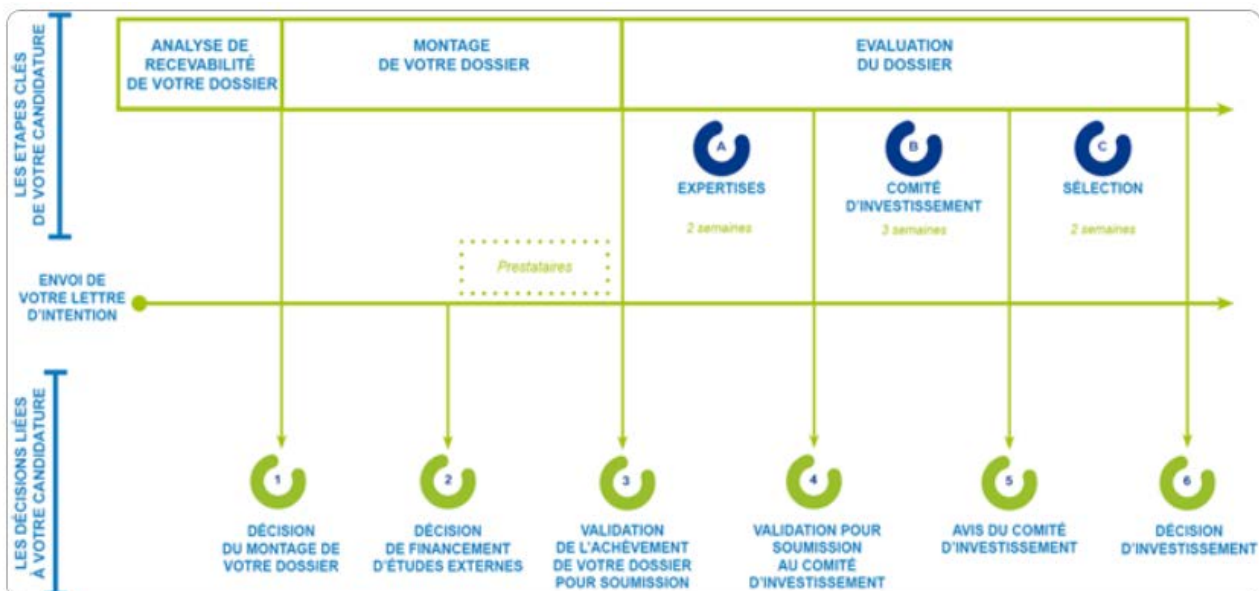 LES ETAPES CLÉS
DE VOTRE CANDIDATURE
ANALYSE DE
RECEVABILITÉ
DE VOTRE DOSSIER
MONTAGE
DE VOTRE DOSSIER
EVALUATION
DU DOSSIER
A
EXPERTISES
2 semaines
B
COMITÉ
D'INVESTISSEMENT
3 semaines
C
SÉLECTION
2 semaines
Prestataires
ENVOI DE
VOTRE LETTRE
D'INTENTION
LES DÉCISIONS LIÉES
À VOTRE CANDIDATURE
1
DÉCISION
DU MONTAGE DE
VOTRE DOSSIER
2
DÉCISION
DE FINANCEMENT
D'ÉTUDES EXTERNES
3
VALIDATION
DE L'ACHÈVEMENT
DE VOTRE DOSSIER
POUR SOUMISSION
4
VALIDATION POUR
SOUMISSION
AU COMITÉ
D'INVESTISSEMENT
5
AVIS DU COMITÉ
D'INVESTISSEMENT
6
DÉCISION
D'INVESTISSEMENT